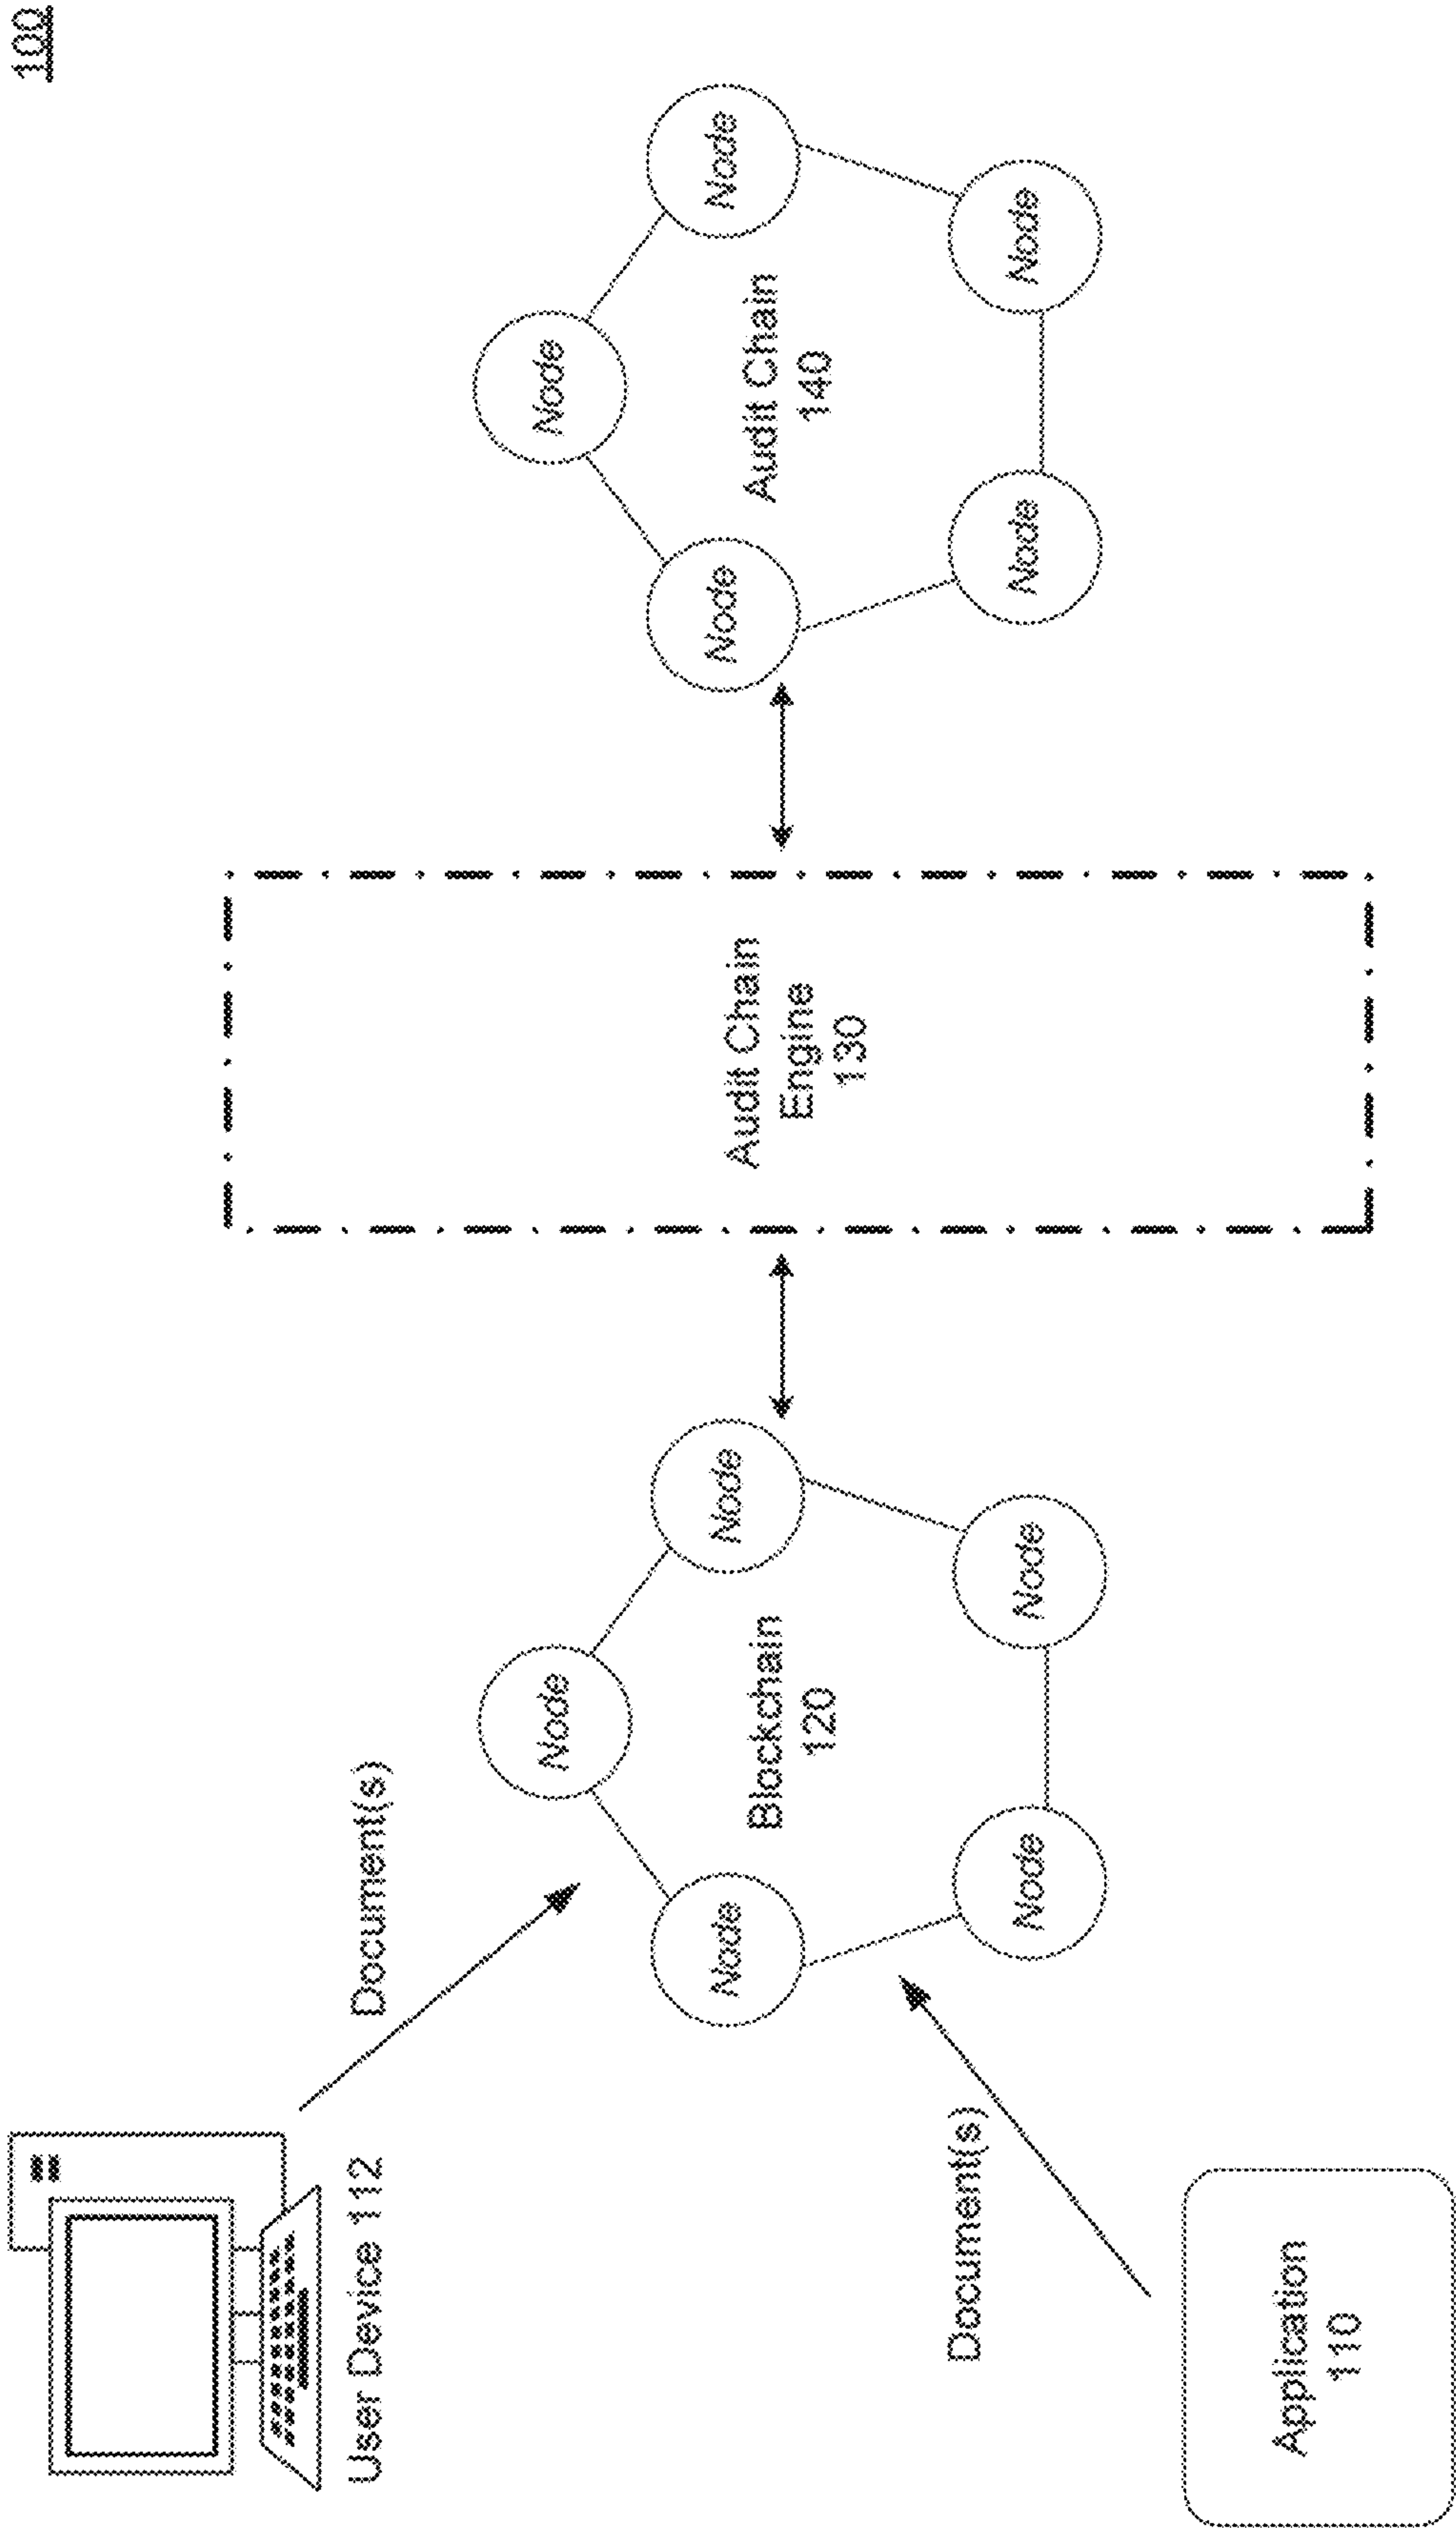 100
User Device 112
Document(s)
Document(s)
Application
110
Node
Node
Node
Node
Node
Blockchain
120
Audit Chain
Engine
130
Node
Node
Node
Node
Node
Audit Chain
140